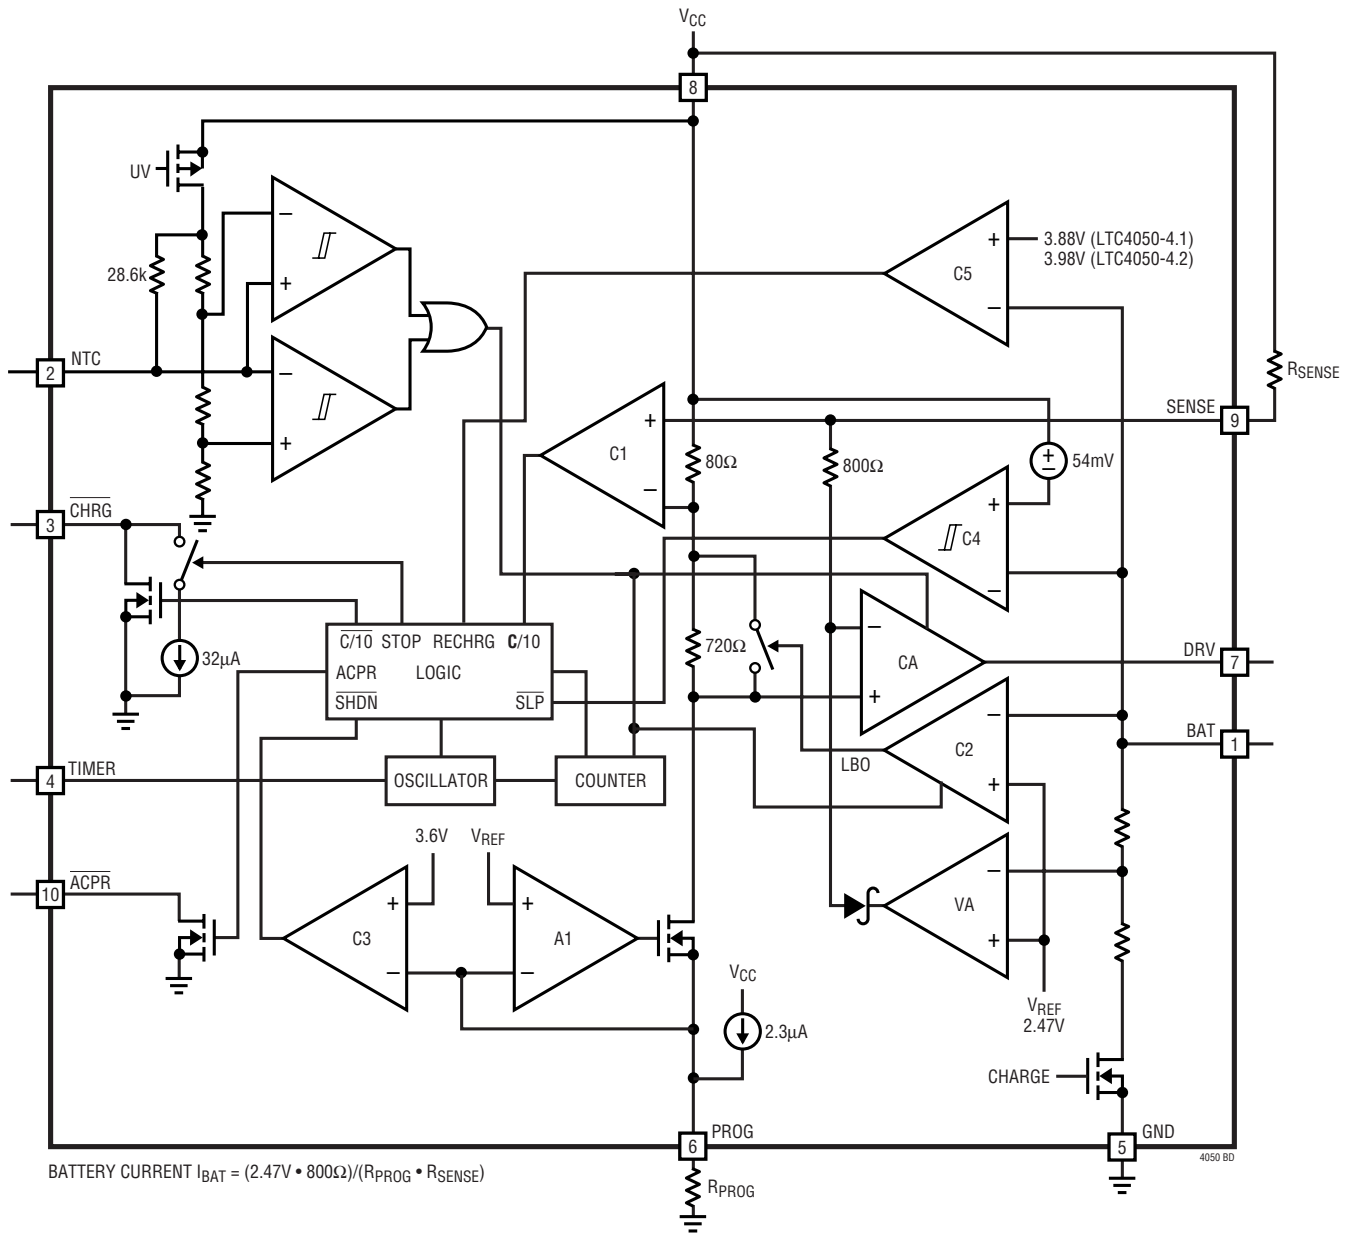 VCC
8
UV
28.6k
−
+
−
+
NTC
2
+
−
C5
3.88V (LTC4050-4.1)
3.98V (LTC4050-4.2)
RSENSE
SENSE
9
+
−
C1
80Ω
800Ω
+
−
54mV
+
−
C4
CHRG
3
32µA
C/10 STOP RECHRG C/10
ACPR LOGIC
SHDN SLP
720Ω
−
+
CA
DRV
7
−
+
C2
LBO
BAT
1
TIMER
4
OSCILLATOR
COUNTER
3.6V
VREF
ACPR
10
+
−
C3
+
−
A1
−
+
VA
VCC
2.3µA
VREF
2.47V
CHARGE
PROG
6
GND
5
4050 BD
BATTERY CURRENT IBAT = (2.47V • 800Ω)/(RPROG • RSENSE)
RPROG